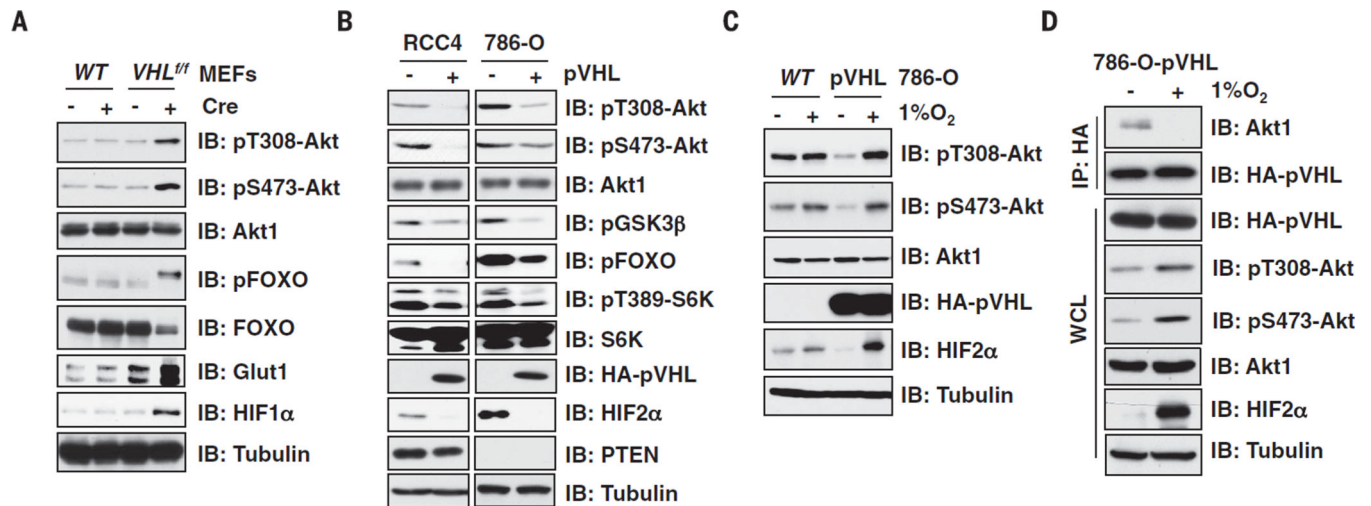 A
WT VHL^f/f MEFs
- + - + Cre
IB: pT308-Akt
IB: pS473-Akt
IB: Akt1
IB: pFOXO
IB: FOXO
IB: Glut1
IB: HIF1α
IB: Tubulin
B
RCC4 786-O
- + - + pVHL
IB: pT308-Akt
IB: pS473-Akt
IB: Akt1
IB: pGSK3β
IB: pFOXO
IB: pT389-S6K
IB: S6K
IB: HA-pVHL
IB: HIF2α
IB: PTEN
IB: Tubulin
C
WT pVHL 786-O
- + - + 1%O₂
IB: pT308-Akt
IB: pS473-Akt
IB: Akt1
IB: HA-pVHL
IB: HIF2α
IB: Tubulin
D
786-O-pVHL
- + 1%O₂
IP: HA
IB: Akt1
IB: HA-pVHL
WCL
IB: HA-pVHL
IB: pT308-Akt
IB: pS473-Akt
IB: Akt1
IB: HIF2α
IB: Tubulin